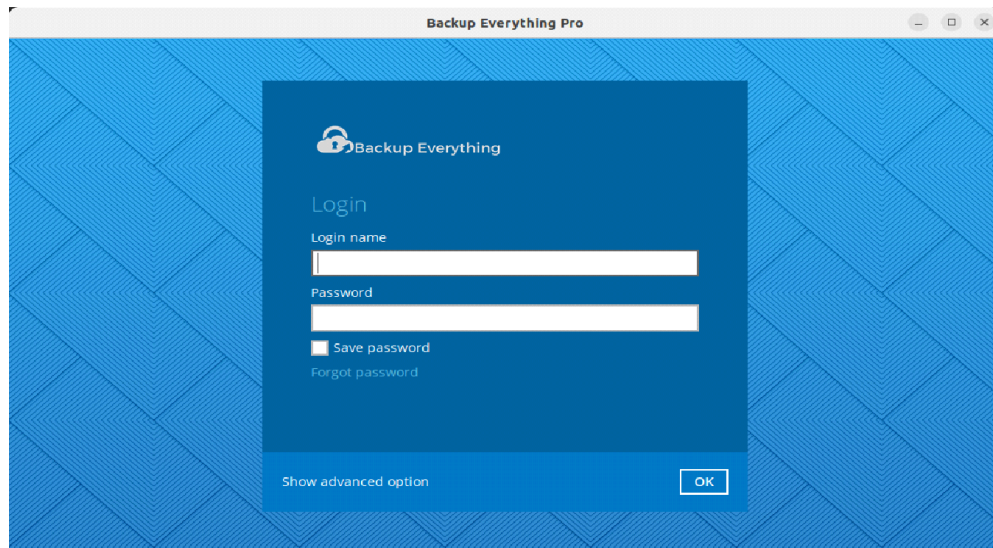 Backup Everything Pro
Backup Everything
Login
Login name
Password
Save password
Forgot password
Show advanced option
OK